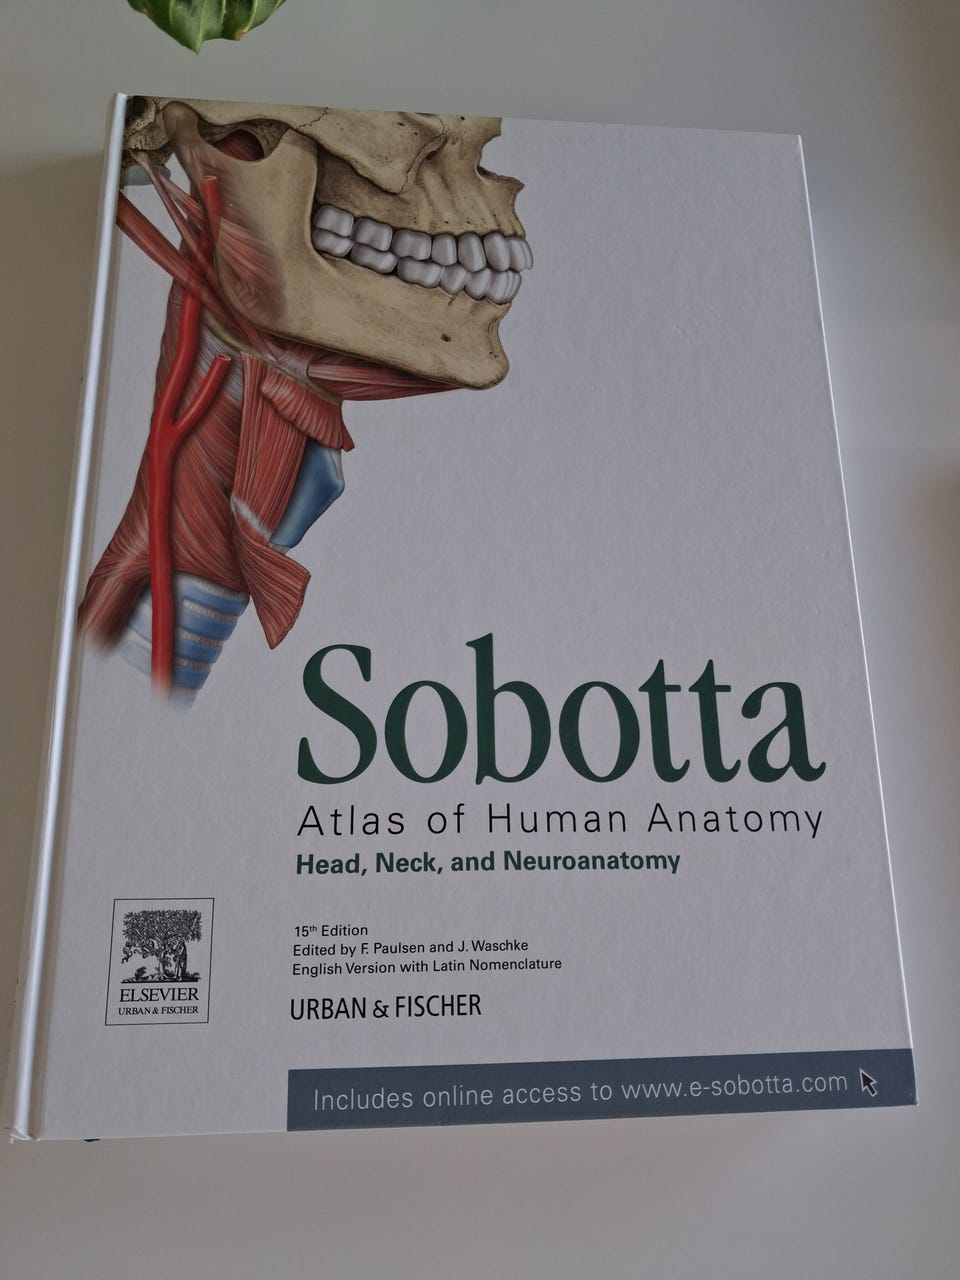 Sobotta
Atlas of Human Anatomy
Head, Neck, and Neuroanatomy
15th Edition
Edited by F. Paulsen and J. Waschke
English Version with Latin Nomenclature
URBAN & FISCHER
ELSEVIER
URBAN & FISCHER
Includes online access to www.e-sobotta.com